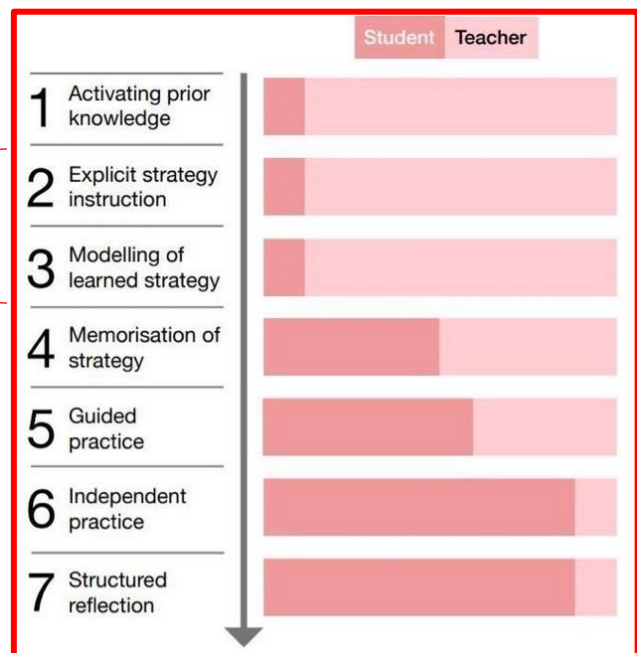 Student Teacher
1 Activating prior
knowledge
2 Explicit strategy
instruction
3 Modelling of
learned strategy
4 Memorisation of
strategy
5 Guided
practice
6 Independent
practice
7 Structured
reflection